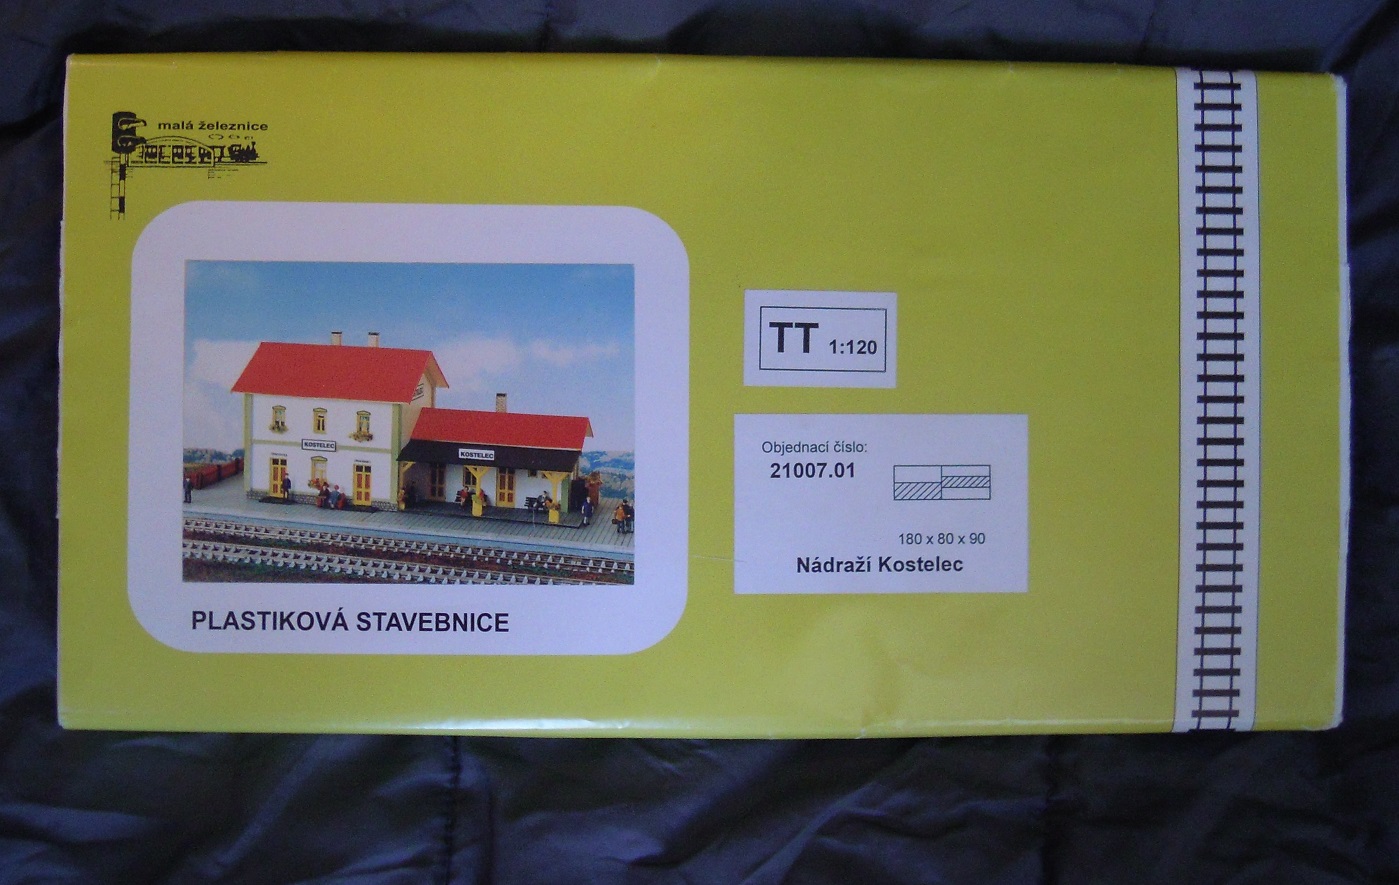 malá železnice
KOSTELEC
KOSTELEC
PLASTIKOVÁ STAVEBNICE
TT 1:120
Objednací číslo:
21007.01
180 x 80 x 90
Nádraží Kostelec